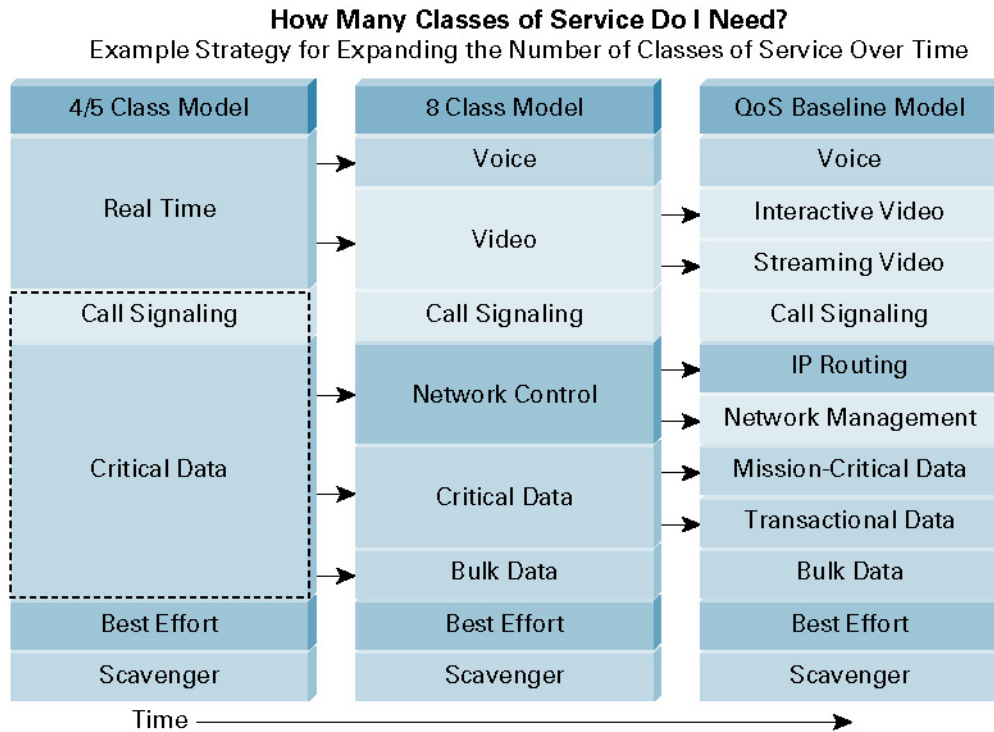 How Many Classes of Service Do I Need?
Example Strategy for Expanding the Number of Classes of Service Over Time
4/5 Class Model
Real Time
Call Signaling
Critical Data
Best Effort
Scavenger
8 Class Model
Voice
Video
Call Signaling
Network Control
Critical Data
Bulk Data
Best Effort
Scavenger
QoS Baseline Model
Voice
Interactive Video
Streaming Video
Call Signaling
IP Routing
Network Management
Mission-Critical Data
Transactional Data
Bulk Data
Best Effort
Scavenger
Time